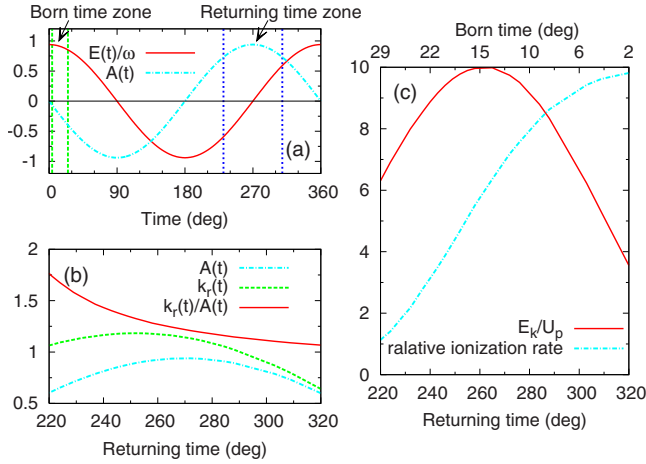 Born time zone
Returning time zone
1
0.5
0
-0.5
-1
E(t)/ω
A(t)
(a)
0 90 180 270 360
Time (deg)
2
1.5
1
0.5
(b)
A(t)
k_r(t)
k_r(t)/A(t)
220 240 260 280 300 320
Returning time (deg)
Born time (deg)
29 22 15 10 8 6 2
10
8
6
4
2
0
(c)
E_k/U_p
ralative ionization rate
220 240 260 280 300 320
Returning time (deg)